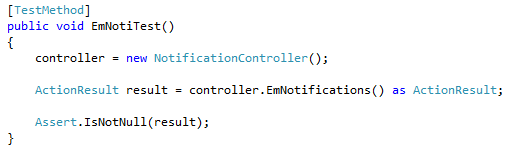 [TestMethod]
public void EmNotiTest()
{
    controller = new NotificationController();
    ActionResult result = controller.EmNotifications() as ActionResult;
    Assert.IsNotNull(result);
}